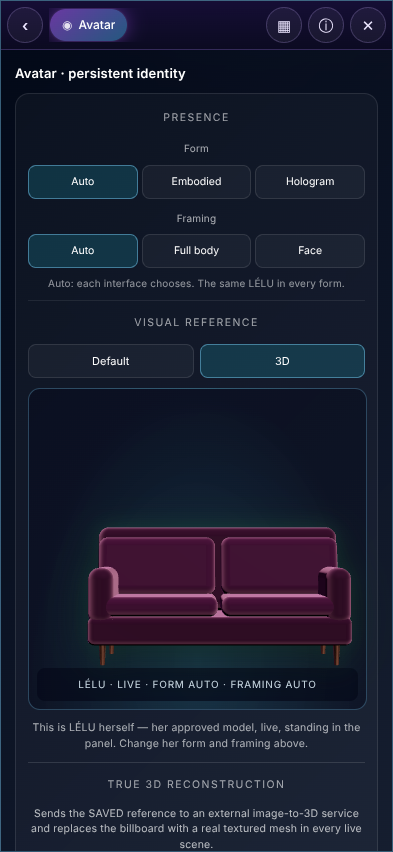 Avatar
Avatar · persistent identity
PRESENCE
Form
Auto
Embodied
Hologram
Framing
Auto
Full body
Face
Auto: each interface chooses. The same LÉLU in every form.
VISUAL REFERENCE
Default
3D
LÉLU · LIVE · FORM AUTO · FRAMING AUTO
This is LÉLU herself — her approved model, live, standing in the
panel. Change her form and framing above.
TRUE 3D RECONSTRUCTION
Sends the SAVED reference to an external image-to-3D service
and replaces the billboard with a real textured mesh in every live
scene.